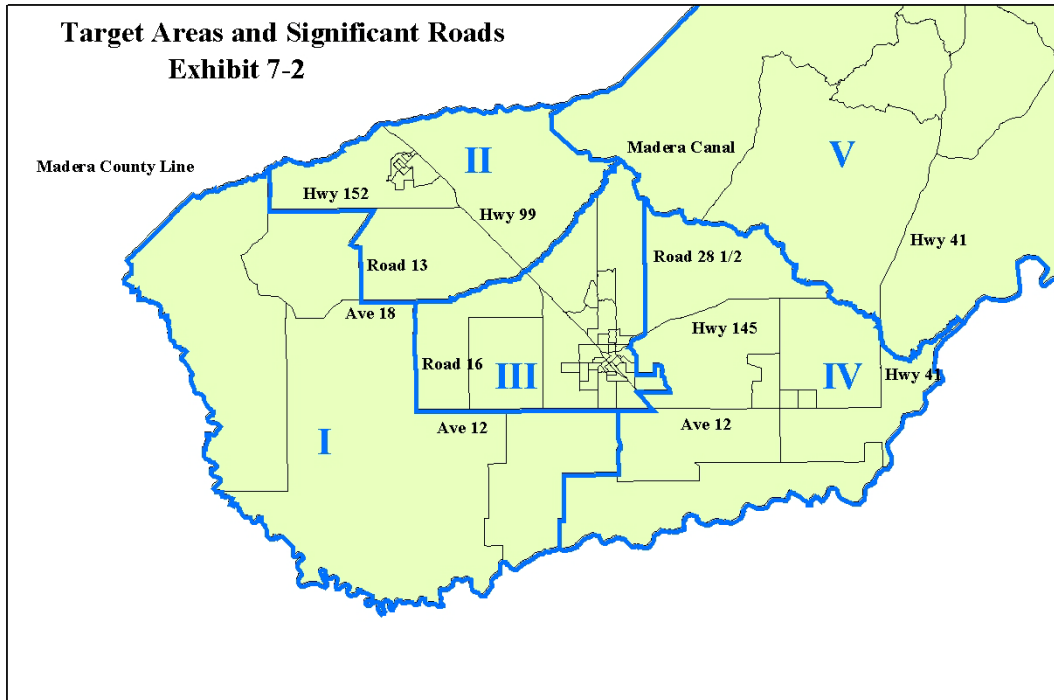 Target Areas and Significant Roads
Exhibit 7-2
Madera Canal
V
II
Madera County Line
Hwy 152
Hwy 99
Hwy 41
Road 28 1/2
Road 13
Ave 18
Hwy 145
Road 16
III
IV
Hwy 41
Ave 12
Ave 12
I